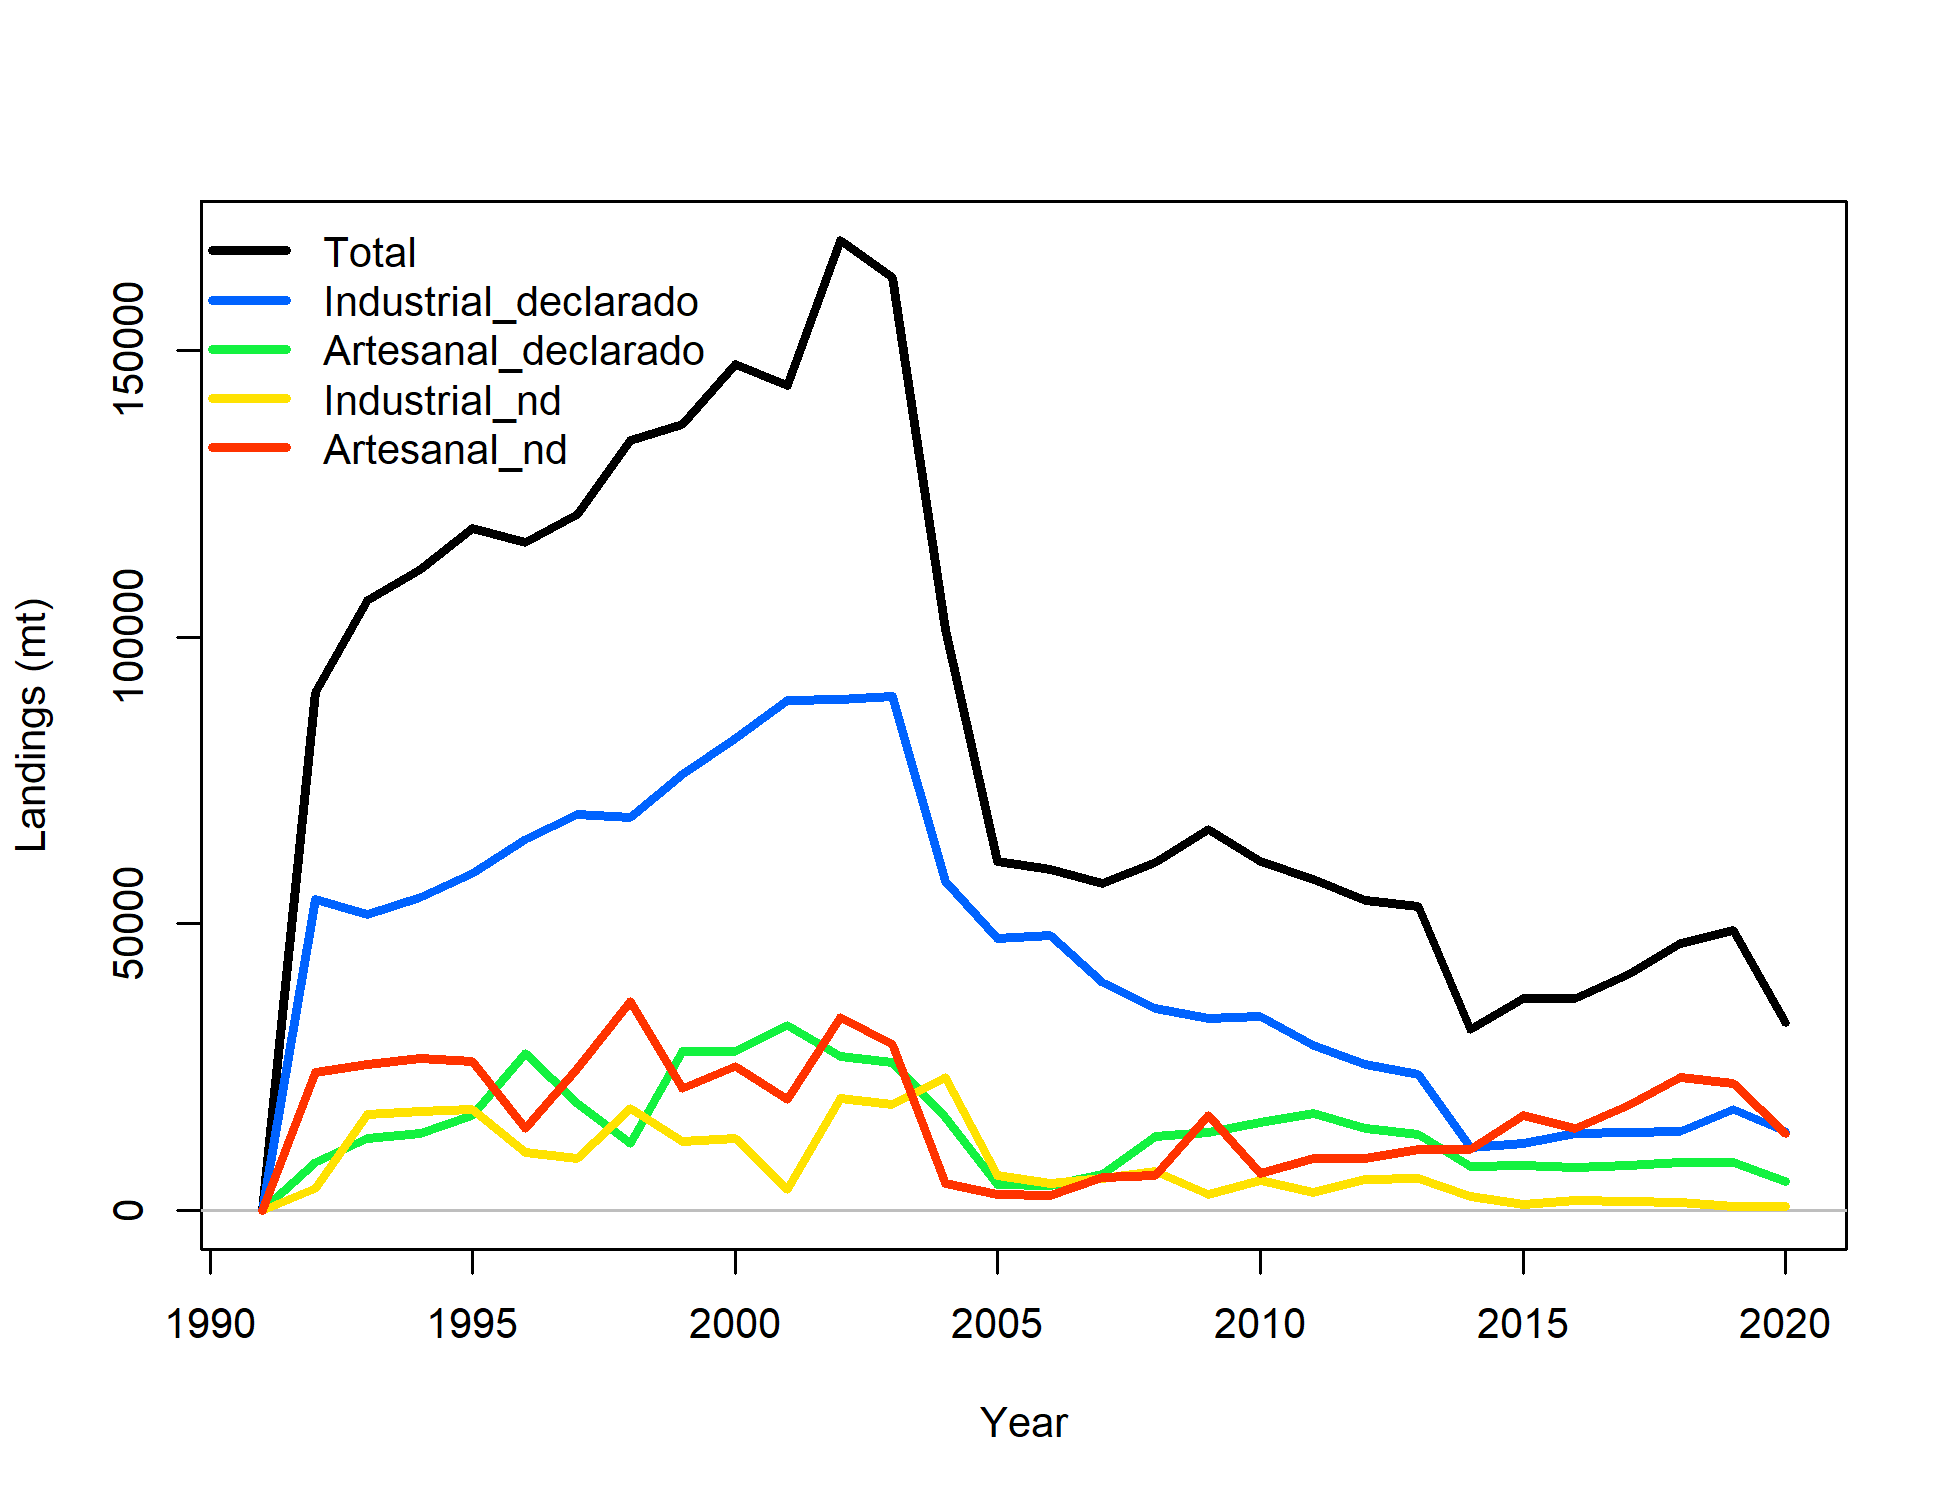 Total
Industrial_declarado
Artesanal_declarado
Industrial_nd
Artesanal_nd
Landings (mt)
150000
100000
50000
0
1990 1995 2000 2005 2010 2015 2020
Year